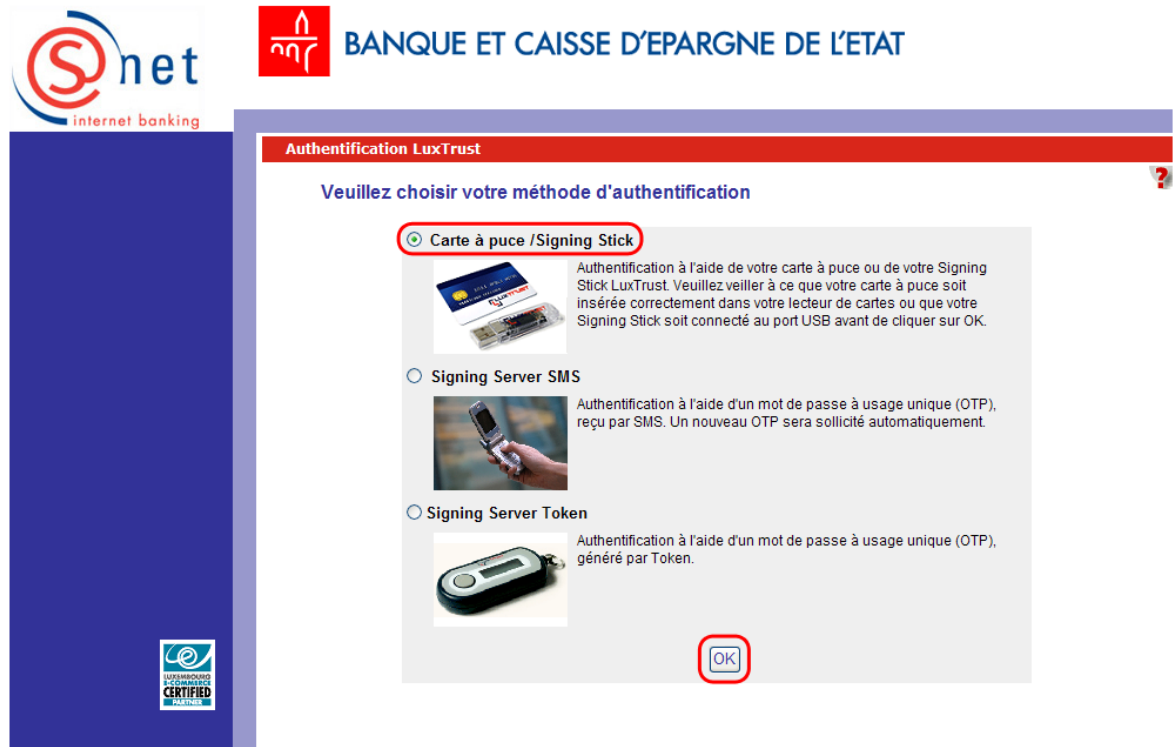 S net
internet banking
BANQUE ET CAISSE D'EPARGNE DE L'ETAT
Authentification LuxTrust
?
Veuillez choisir votre méthode d'authentification
Carte à puce /Signing Stick
Authentification à l'aide de votre carte à puce ou de votre Signing
Stick LuxTrust. Veuillez veiller à ce que votre carte à puce soit
insérée correctement dans votre lecteur de cartes ou que votre
Signing Stick soit connecté au port USB avant de cliquer sur OK.
LUXTRUST
Signing Server SMS
Authentification à l'aide d'un mot de passe à usage unique (OTP),
reçu par SMS. Un nouveau OTP sera sollicité automatiquement.
Signing Server Token
Authentification à l'aide d'un mot de passe à usage unique (OTP),
généré par Token.
OK
LUXEMBOURG
E-COMMERCE
CERTIFIED
PARTNER